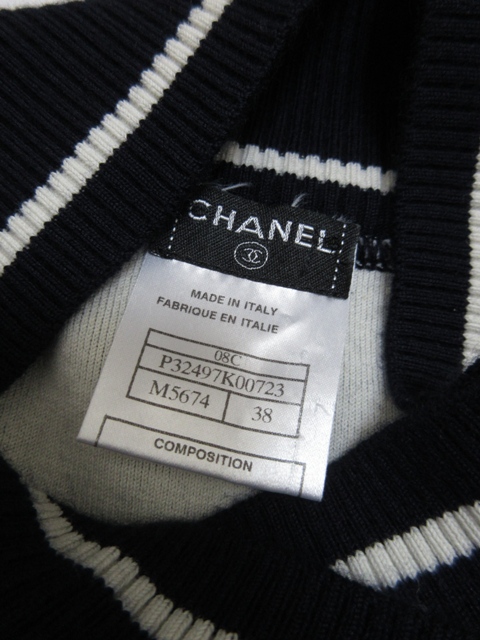 CHANEL
MADE IN ITALY
FABRIQUE EN ITALIE
08C
P32497K00723
M5674 38
COMPOSITION